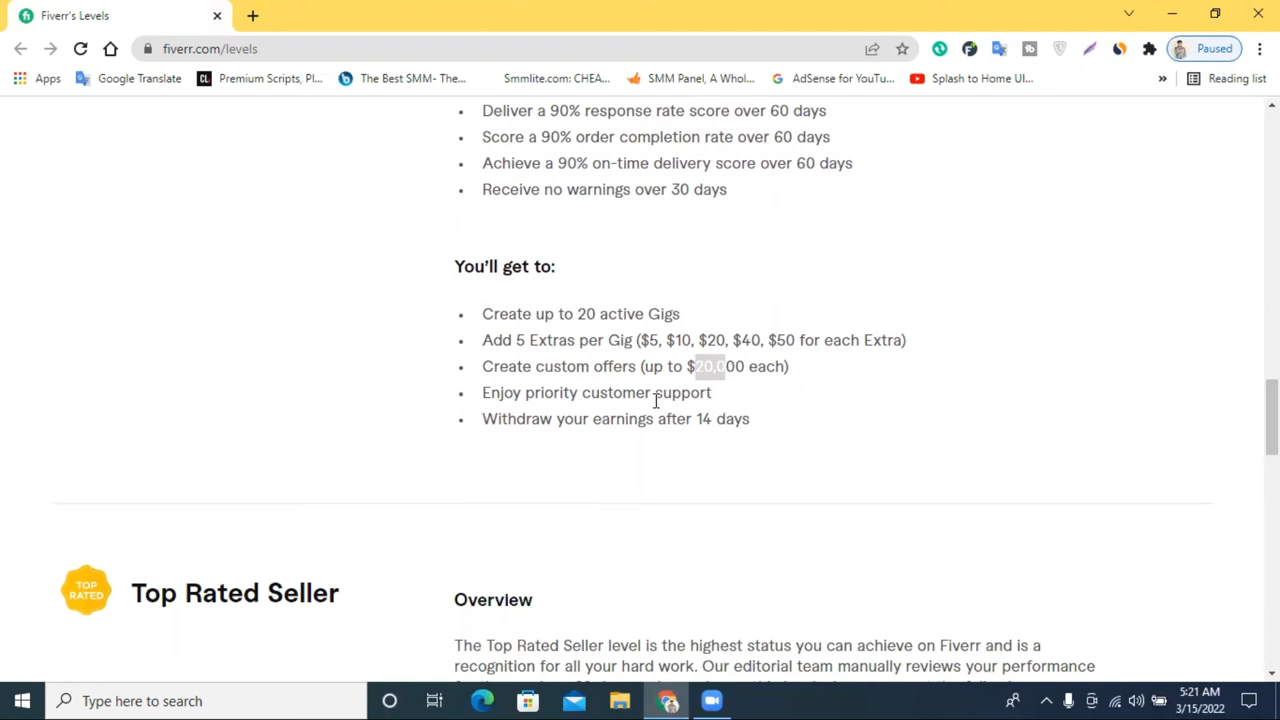 Fiverr's Levels
fiverr.com/levels
Paused
Apps
Google Translate
Premium Scripts, Pl...
The Best SMM- The...
Smmlite.com: CHEA...
SMM Panel, A Whol...
AdSense for YouTu...
Splash to Home UI...
»
Reading list
• Deliver a 90% response rate score over 60 days
• Score a 90% order completion rate over 60 days
• Achieve a 90% on-time delivery score over 60 days
• Receive no warnings over 30 days
You'll get to:
• Create up to 20 active Gigs
• Add 5 Extras per Gig ($5, $10, $20, $40, $50 for each Extra)
• Create custom offers (up to $20,000 each)
• Enjoy priority customer support
• Withdraw your earnings after 14 days
TOP
RATED
Top Rated Seller
Overview
The Top Rated Seller level is the highest status you can achieve on Fiverr and is a
recognition for all your hard work. Our editorial team manually reviews your performance
Type here to search
5:21 AM
3/15/2022